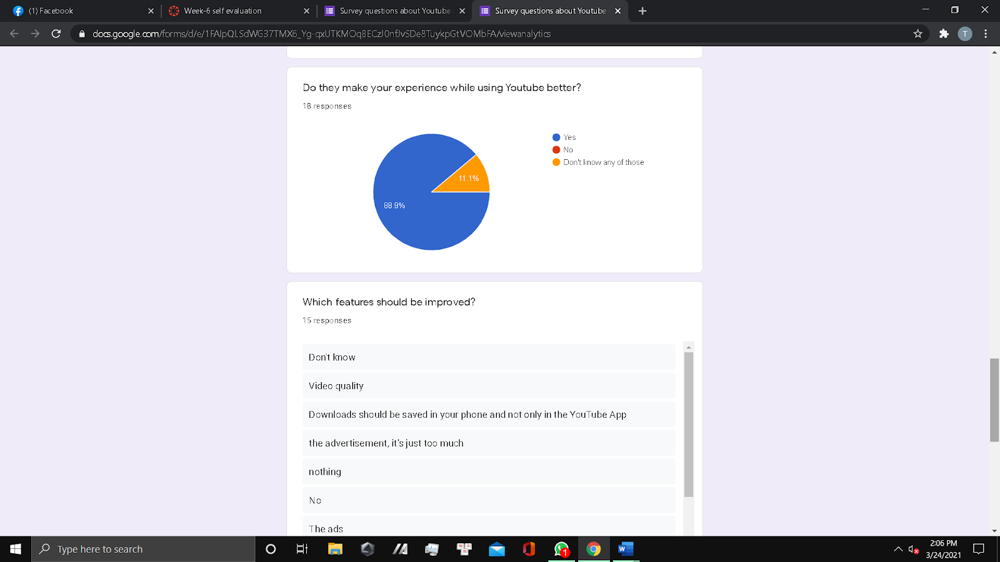 (1) Facebook
Week-6 self evaluation
Survey questions about Youtube
Survey questions about Youtube
docs.google.com/forms/d/e/1FAIpQLSdWG37TMX6_Yg-qxUTKMOqBECzJ0nfJvSDe8TuykpGtVOMbFA/viewanalytics
T
Do they make your experience while using Youtube better?
18 responses
Yes
No
Don't know any of those
11.1%
88.9%
Which features should be improved?
15 responses
Don't know
Video quality
Downloads should be saved in your phone and not only in the YouTube App
the advertisement, it's just too much
nothing
No
The ads
Type here to search
1
W
2:06 PM
3/24/2021